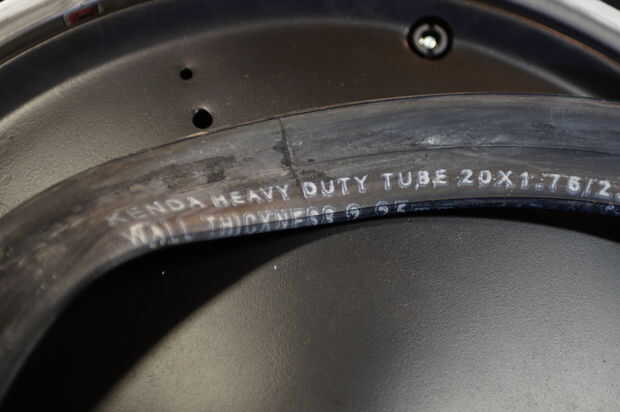 KENDA HEAVY DUTY TUBE 20X1.75/2.
WALL THICKNESS